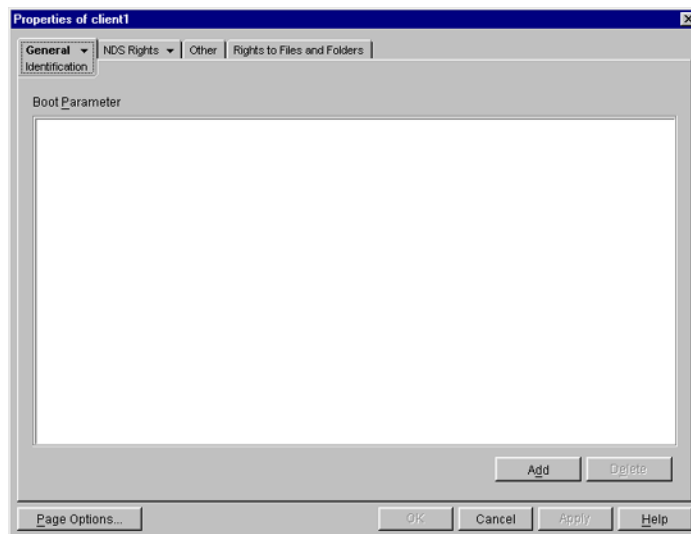 Properties of client1
General NDS Rights Other Rights to Files and Folders
Identification
Boot Parameter
Add Delete
Page Options... OK Cancel Apply Help